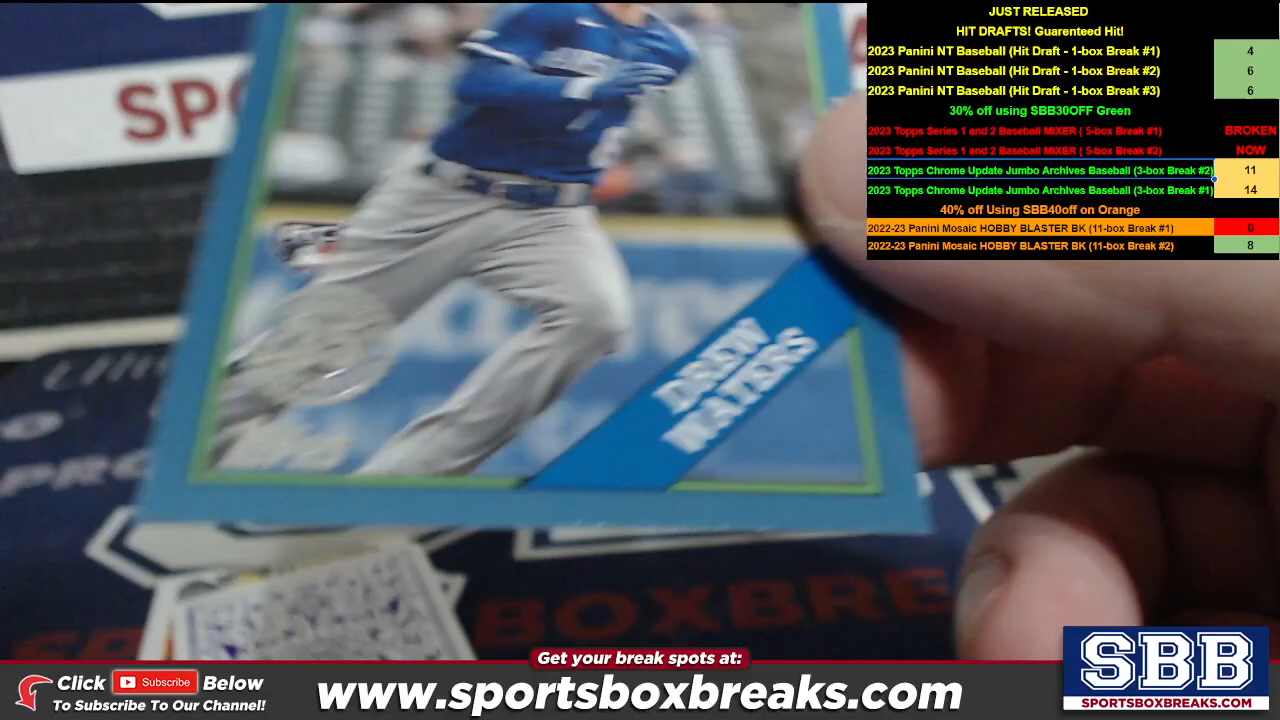 JUST RELEASED
HIT DRAFTS! Guarenteed Hit!
2023 Panini NT Baseball (Hit Draft - 1-box Break #1) 4
2023 Panini NT Baseball (Hit Draft - 1-box Break #2) 6
2023 Panini NT Baseball (Hit Draft - 1-box Break #3) 6
30% off using SBB30OFF Green
2023 Topps Series 1 and 2 Baseball MIXER ( 5-box Break #1) BROKEN
2023 Topps Series 1 and 2 Baseball MIXER ( 5-box Break #2) NOW
2023 Topps Chrome Update Jumbo Archives Baseball (3-box Break #2) 11
2023 Topps Chrome Update Jumbo Archives Baseball (3-box Break #1) 14
40% off Using SBB40off on Orange
2022-23 Panini Mosaic HOBBY BLASTER BK (11-box Break #1) 0
2022-23 Panini Mosaic HOBBY BLASTER BK (11-box Break #2) 8
SPO
DREW
WATERS
PRO
SP
BOXBRE
Get your break spots at:
Click Subscribe Below
To Subscribe To Our Channel!
www.sportsboxbreaks.com
SBB
SPORTSBOXBREAKS.COM